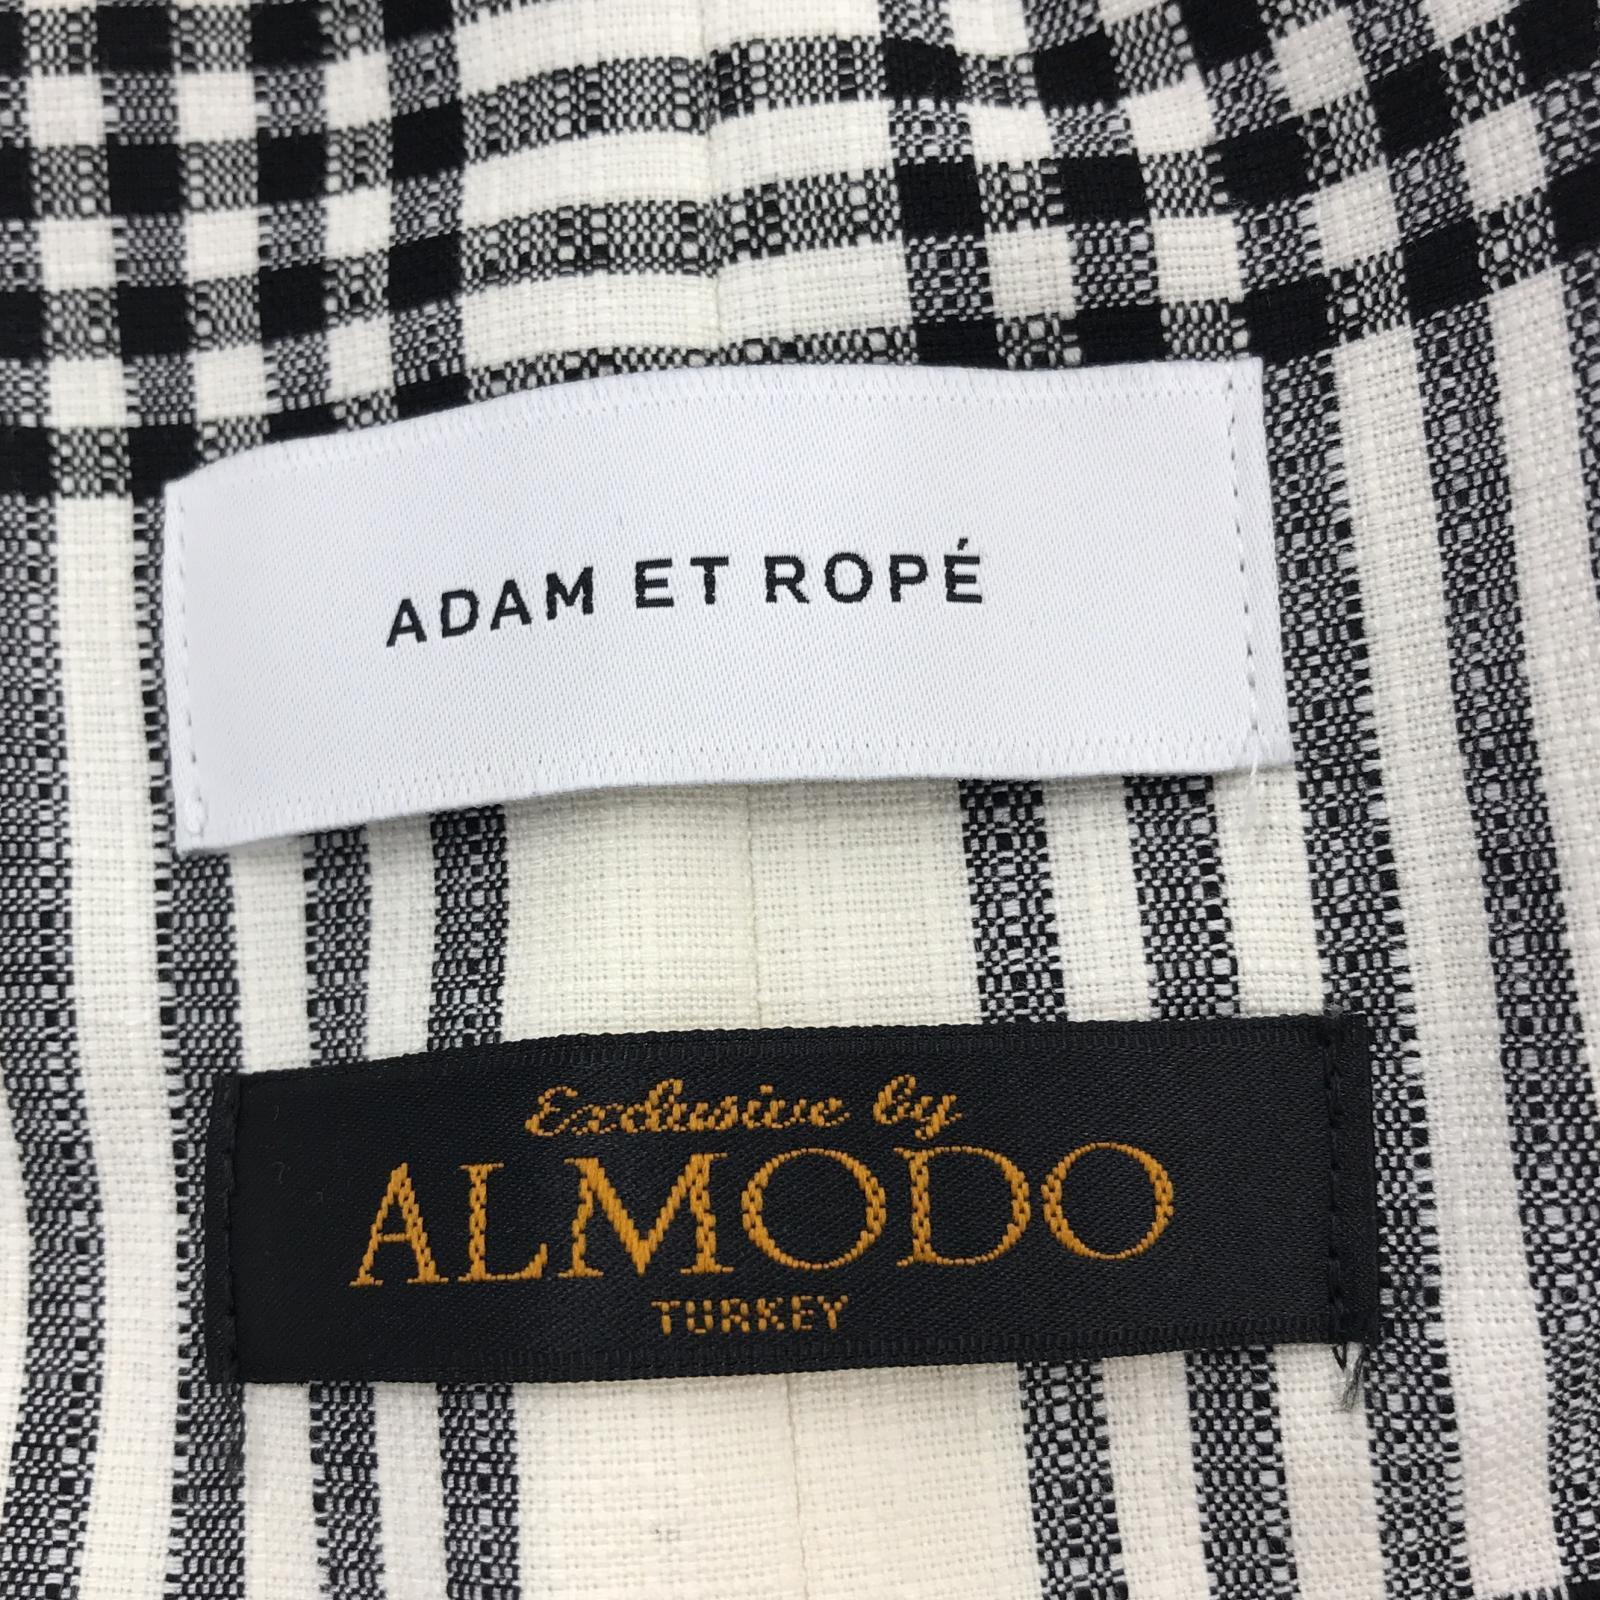 ADAM ET ROPÉ
Exclusive by
ALMODO
TURKEY